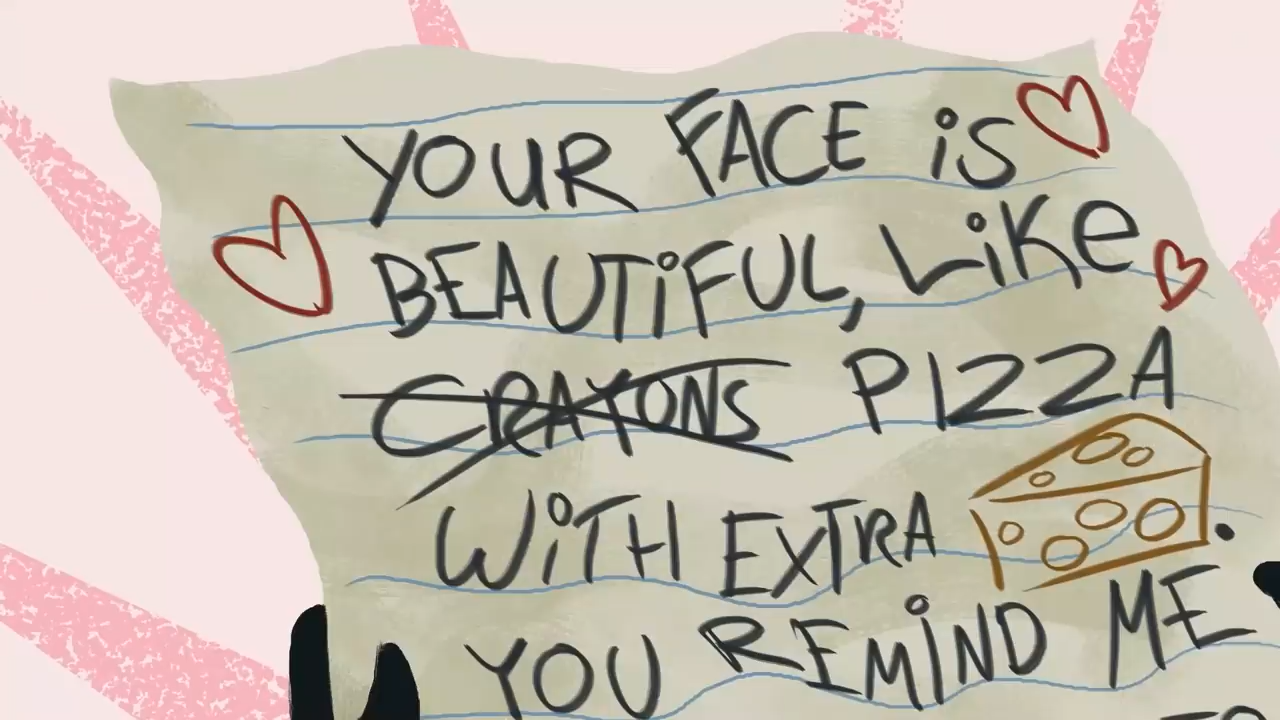 YOUR FACE iS
BEAUTiFUL, LiKe
CRAYONS PIZZA
WiTH EXTRA .
YOU REMiND ME